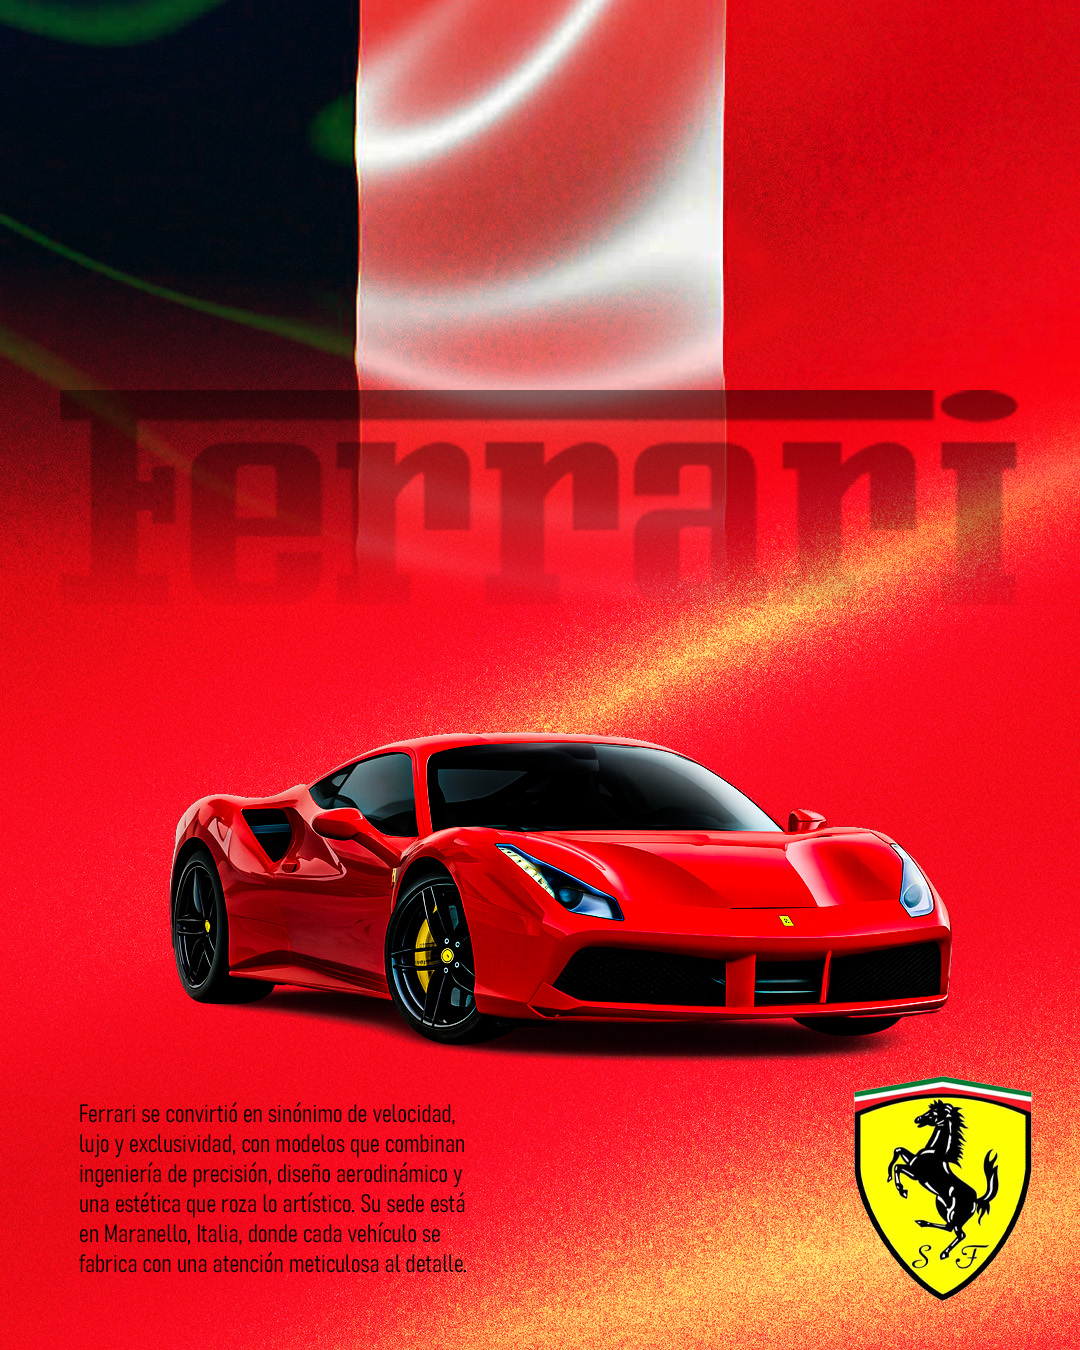 Ferrari
Ferrari se convirtió en sinónimo de velocidad,
lujo y exclusividad, con modelos que combinan
ingeniería de precisión, diseño aerodinámico y
una estética que roza lo artístico. Su sede está
en Maranello, Italia, donde cada vehículo se
fabrica con una atención meticulosa al detalle.
S F